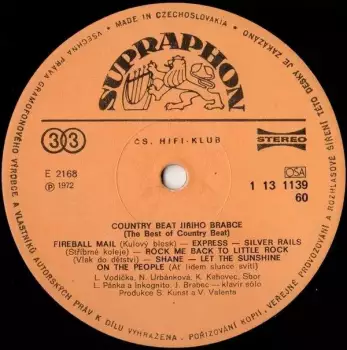 MADE IN CZECHOSLOVAKIA
VŠECHNA PRÁVA GRAMOFONOVÉHO VÝROBCE A VLASTNÍKŮ AUTORSKÝCH PRÁV K DÍLU VYHRAŽENA. POŘIZOVÁNÍ KOPIÍ, VEŘEJNÉ PROVOZOVÁNÍ A ROZHLASOVÉ ŠÍŘENÍ TÉTO DESKY JE ZAKÁZÁNO
SUPRAPHON
33
ČS. HIFI-KLUB
STEREO
E 2168
Ⓟ 1972
OSA
1 13 1139
60
COUNTRY BEAT JIŘÍHO BRABCE
(The Best of Country Beat)
FIREBALL MAIL (Kulový blesk) — EXPRESS — SILVER RAILS
(Stříbrné koleje) — ROCK ME BACK TO LITTLE ROCK
(Vlak do dětství) — SHANE — LET THE SUNSHINE
ON THE PEOPLE (Ať lidem slunce svítí)
L. Vodička, N. Urbánková, K. Kahovec, Sbor
L. Pánka a Inkognito, J. Brabec — klavír sólo
Produkce S. Kunst a V. Valenta